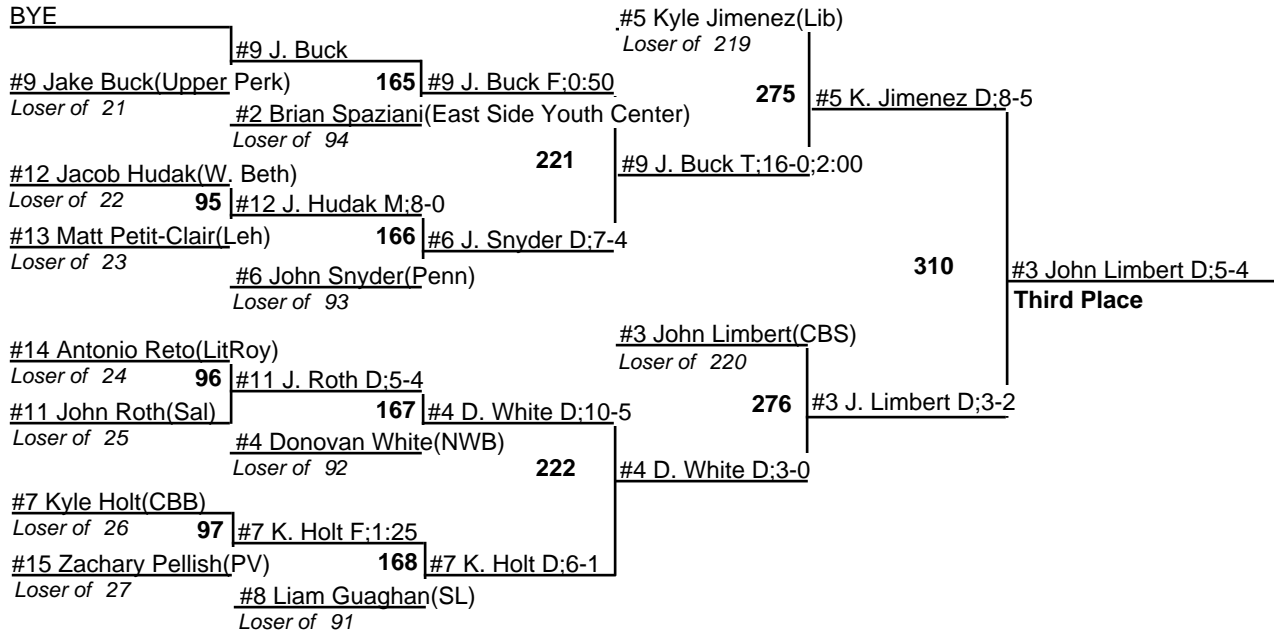 BYE
#5 Kyle Jimenez(Lib)
Loser of 219
#9 J. Buck
#9 Jake Buck(Upper Perk)
165
#9 J. Buck F;0:50
275
#5 K. Jimenez D;8-5
Loser of 21
#2 Brian Spaziani(East Side Youth Center)
Loser of 94
221
#9 J. Buck T;16-0;2:00
#12 Jacob Hudak(W. Beth)
Loser of 22
95
#12 J. Hudak M;8-0
#13 Matt Petit-Clair(Leh)
166
#6 J. Snyder D;7-4
Loser of 23
310
#3 John Limbert D;5-4
#6 John Snyder(Penn)
Third Place
Loser of 93
#3 John Limbert(CBS)
#14 Antonio Reto(LitRoy)
Loser of 220
Loser of 24
96
#11 J. Roth D;5-4
276
#3 J. Limbert D;3-2
#11 John Roth(Sal)
167
#4 D. White D;10-5
Loser of 25
#4 Donovan White(NWB)
Loser of 92
222
#4 D. White D;3-0
#7 Kyle Holt(CBB)
Loser of 26
97
#7 K. Holt F;1:25
#15 Zachary Pellish(PV)
168
#7 K. Holt D;6-1
Loser of 27
#8 Liam Guaghan(SL)
Loser of 91